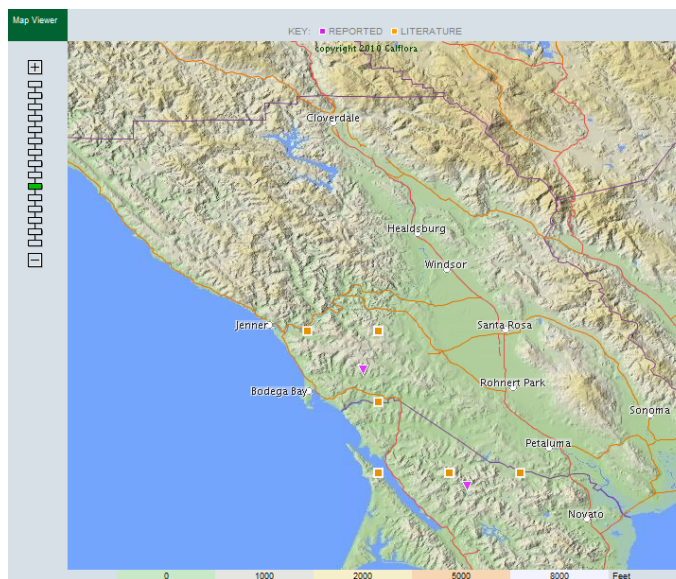 Map Viewer
KEY: REPORTED LITERATURE
copyright 2010 Calflora
Cloverdale
Healdsburg
Windsor
Jenner
Santa Rosa
Rohnert Park
Bodega Bay
Sonoma
Petaluma
Novato
0 1000 2000 5000 8000 Feet